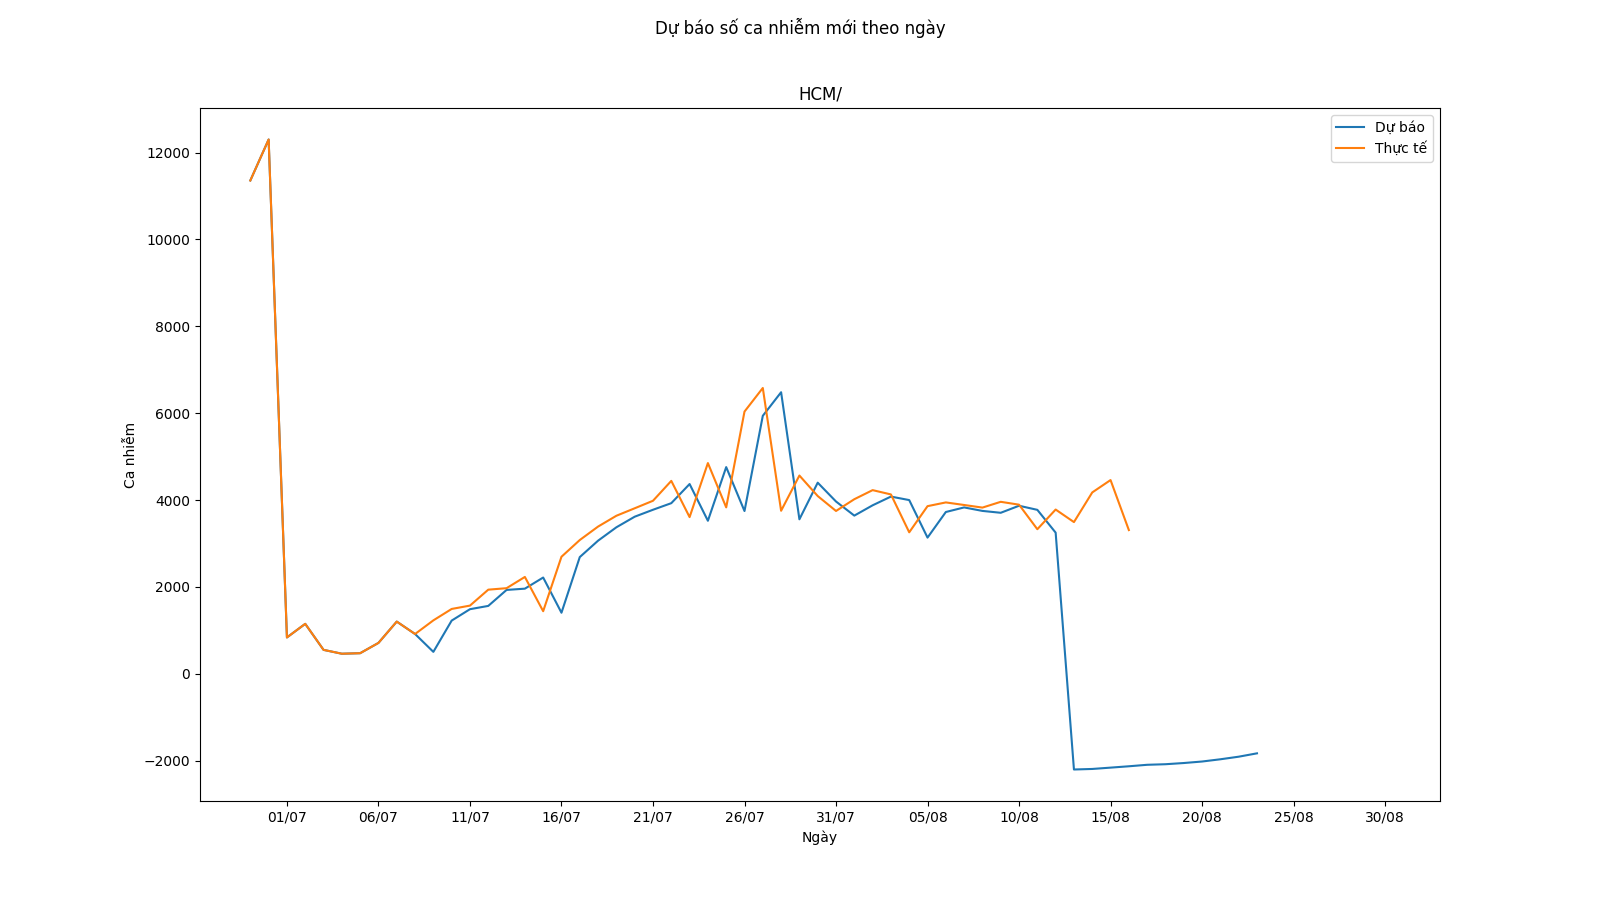 Dự báo số ca nhiễm mới theo ngày
HCM/
Dự báo
Thực tế
12000
10000
8000
6000
4000
2000
0
−2000
Ca nhiễm
01/07 06/07 11/07 16/07 21/07 26/07 31/07 05/08 10/08 15/08 20/08 25/08 30/08
Ngày